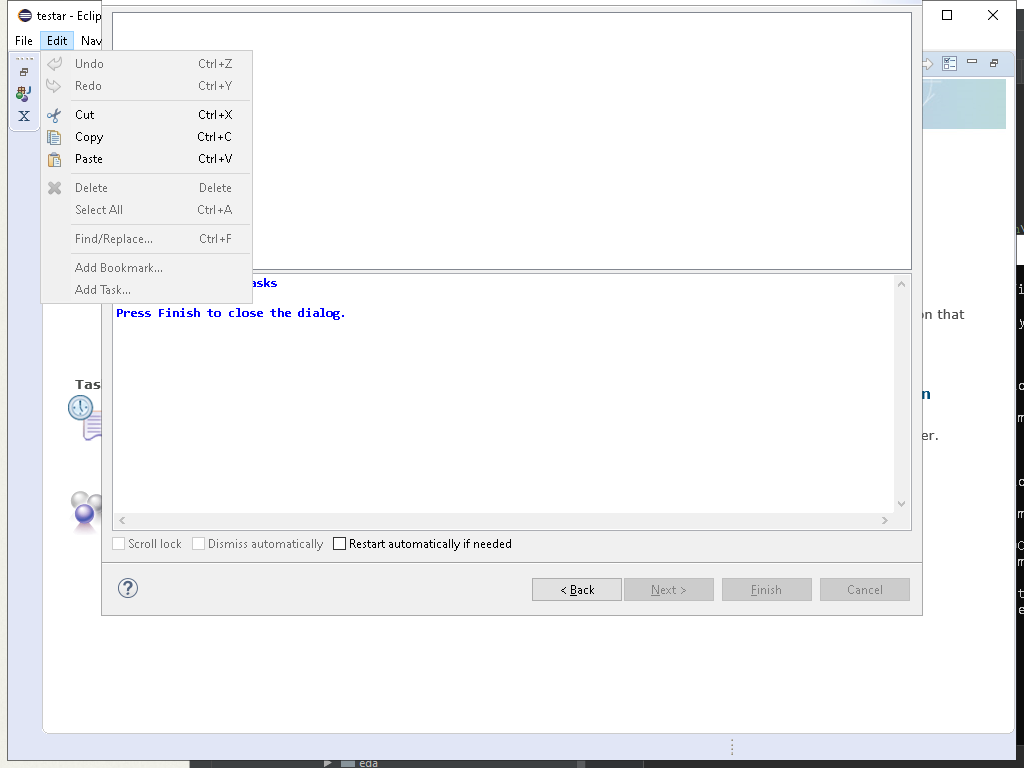 testar - Eclip
File Edit Nav
Undo Ctrl+Z
Redo Ctrl+Y
Cut Ctrl+X
Copy Ctrl+C
Paste Ctrl+V
Delete Delete
Select All Ctrl+A
Find/Replace... Ctrl+F
Add Bookmark...
Add Task...
asks
Press Finish to close the dialog.
on that
Tas
n
er.
Scroll lock Dismiss automatically Restart automatically if needed
< Back Next > Finish Cancel
eda